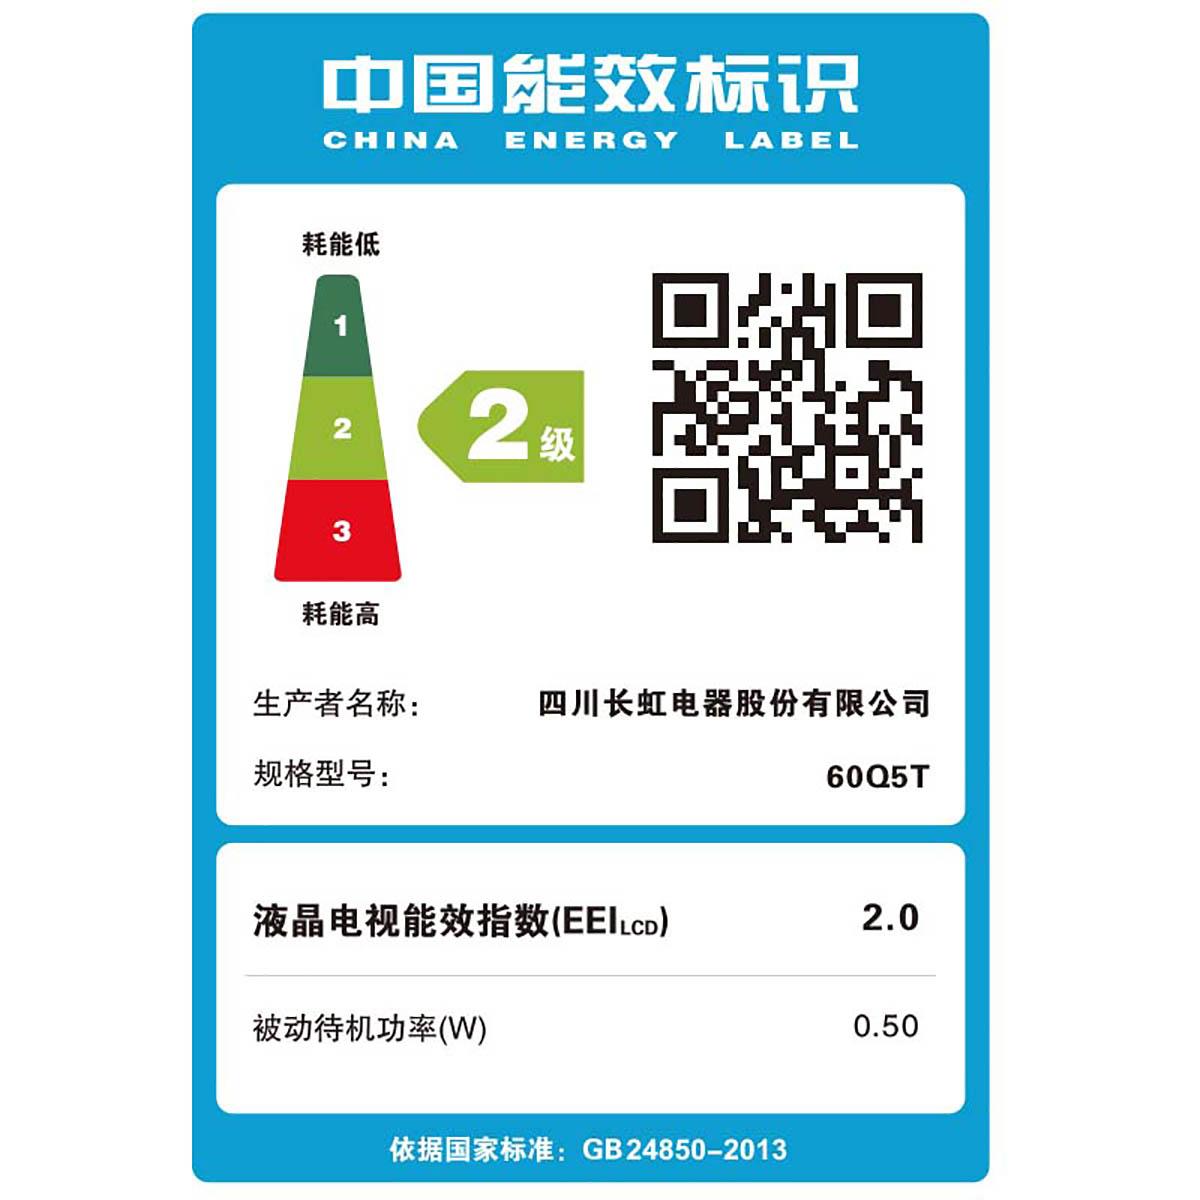 中国能效标识
CHINA ENERGY LABEL
耗能低
1
2
2级
3
耗能高
生产者名称： 四川长虹电器股份有限公司
规格型号： 60Q5T
液晶电视能效指数(EEILCD) 2.0
被动待机功率(W) 0.50
依据国家标准：GB24850-2013